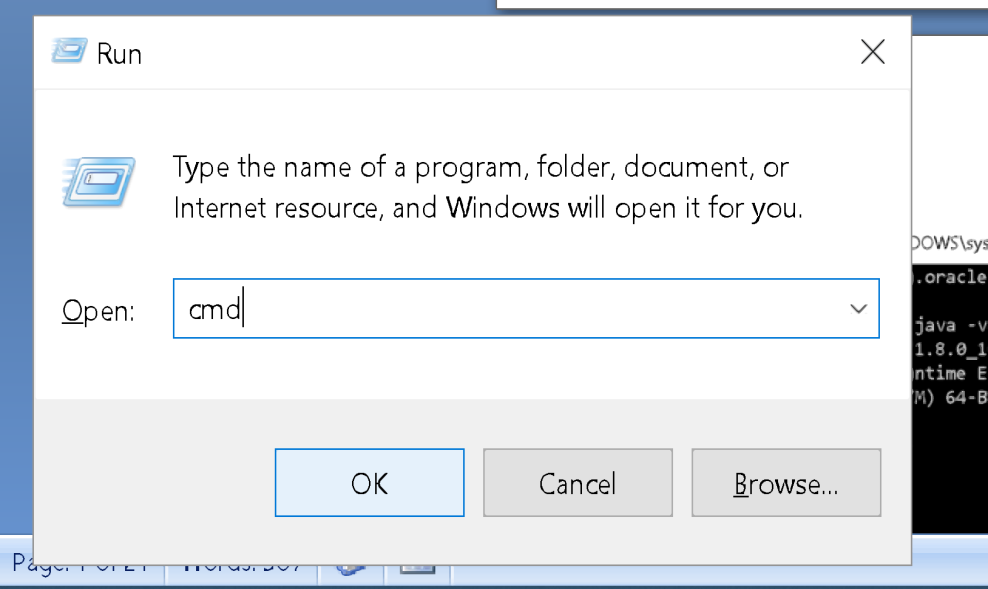 Run
Type the name of a program, folder, document, or
Internet resource, and Windows will open it for you.
Open: cmd
OK Cancel Browse...
DOWS\sys
.oracle
java -v
1.8.0_1
ntime E
M) 64-B
Page: 1 of 21 Words: 307